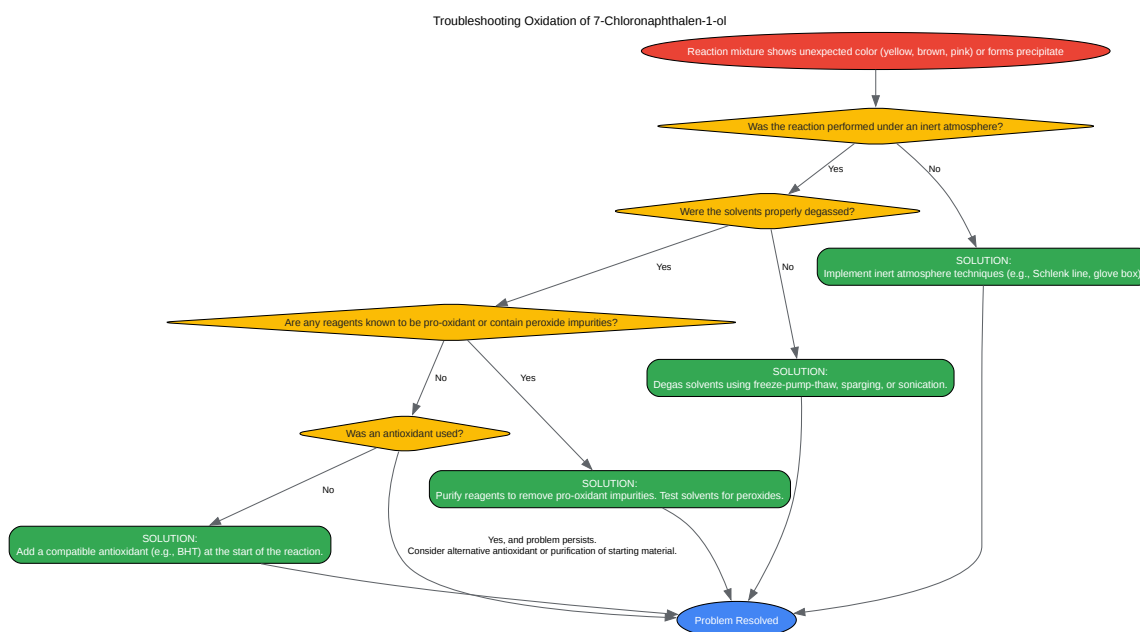 Troubleshooting Oxidation of 7-Chloronaphthalen-1-ol
Reaction mixture shows unexpected color (yellow, brown, pink) or forms precipitate
Was the reaction performed under an inert atmosphere?
Yes
No
Were the solvents properly degassed?
SOLUTION:
Implement inert atmosphere techniques (e.g., Schlenk line, glove box)
Yes
No
Are any reagents known to be pro-oxidant or contain peroxide impurities?
SOLUTION:
Degas solvents using freeze-pump-thaw, sparging, or sonication.
No
Yes
Was an antioxidant used?
SOLUTION:
Purify reagents to remove pro-oxidant impurities. Test solvents for peroxides.
No
SOLUTION:
Add a compatible antioxidant (e.g., BHT) at the start of the reaction.
Yes, and problem persists.
Consider alternative antioxidant or purification of starting material.
Problem Resolved